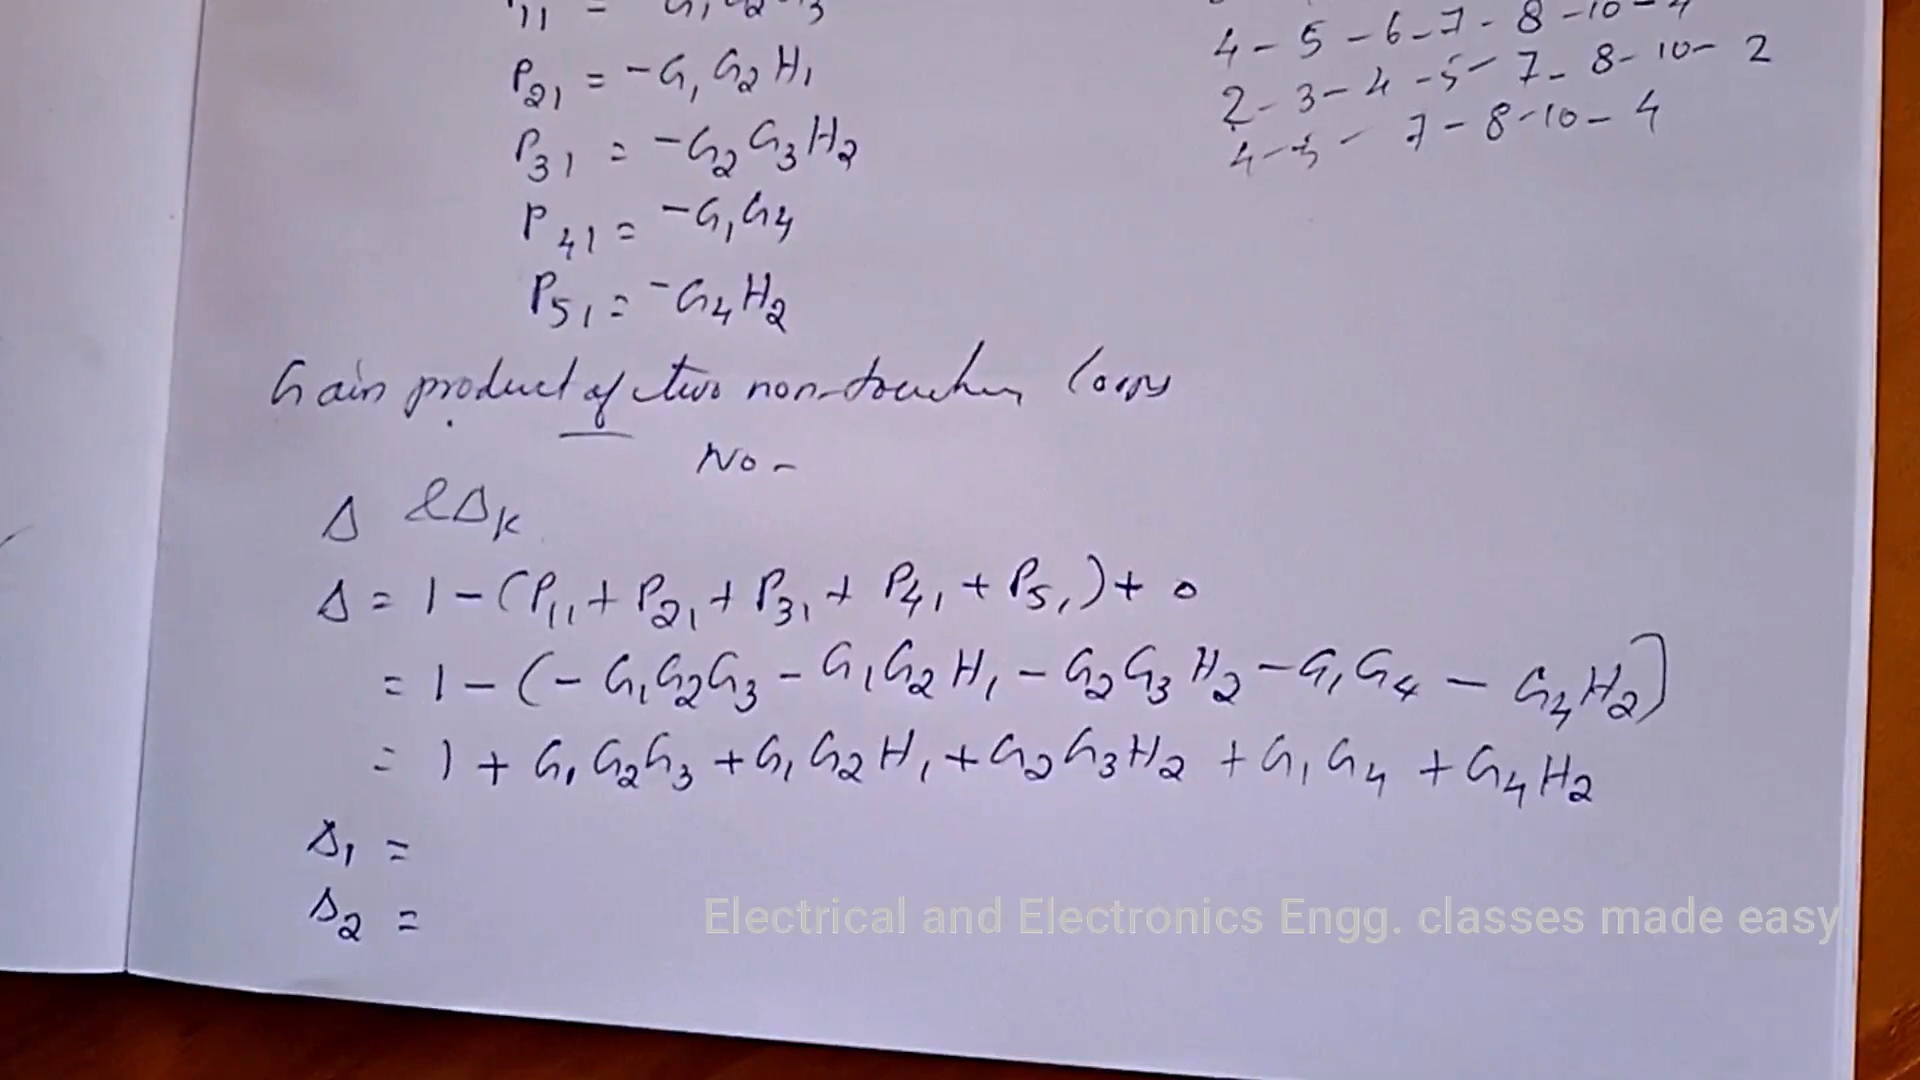 P11 = G1G2G3
4-5-6-7-8-10-4
P21 = -G1G2H1
2-3-4-5-7-8-10-2
P31 = -G2G3H2
4-5-7-8-10-4
P41 = -G1G4
P51 = -G4H2
Gain product of two non-touching loops
No -
Δ & ΔK
Δ = 1-(P11 + P21 + P31 + P41 + P51) + 0
= 1-(-G1G2G3 - G1G2H1 - G2G3H2 - G1G4 - G4H2)
= 1 + G1G2G3 + G1G2H1 + G2G3H2 + G1G4 + G4H2
Δ1 =
Δ2 =
Electrical and Electronics Engg. classes made easy.